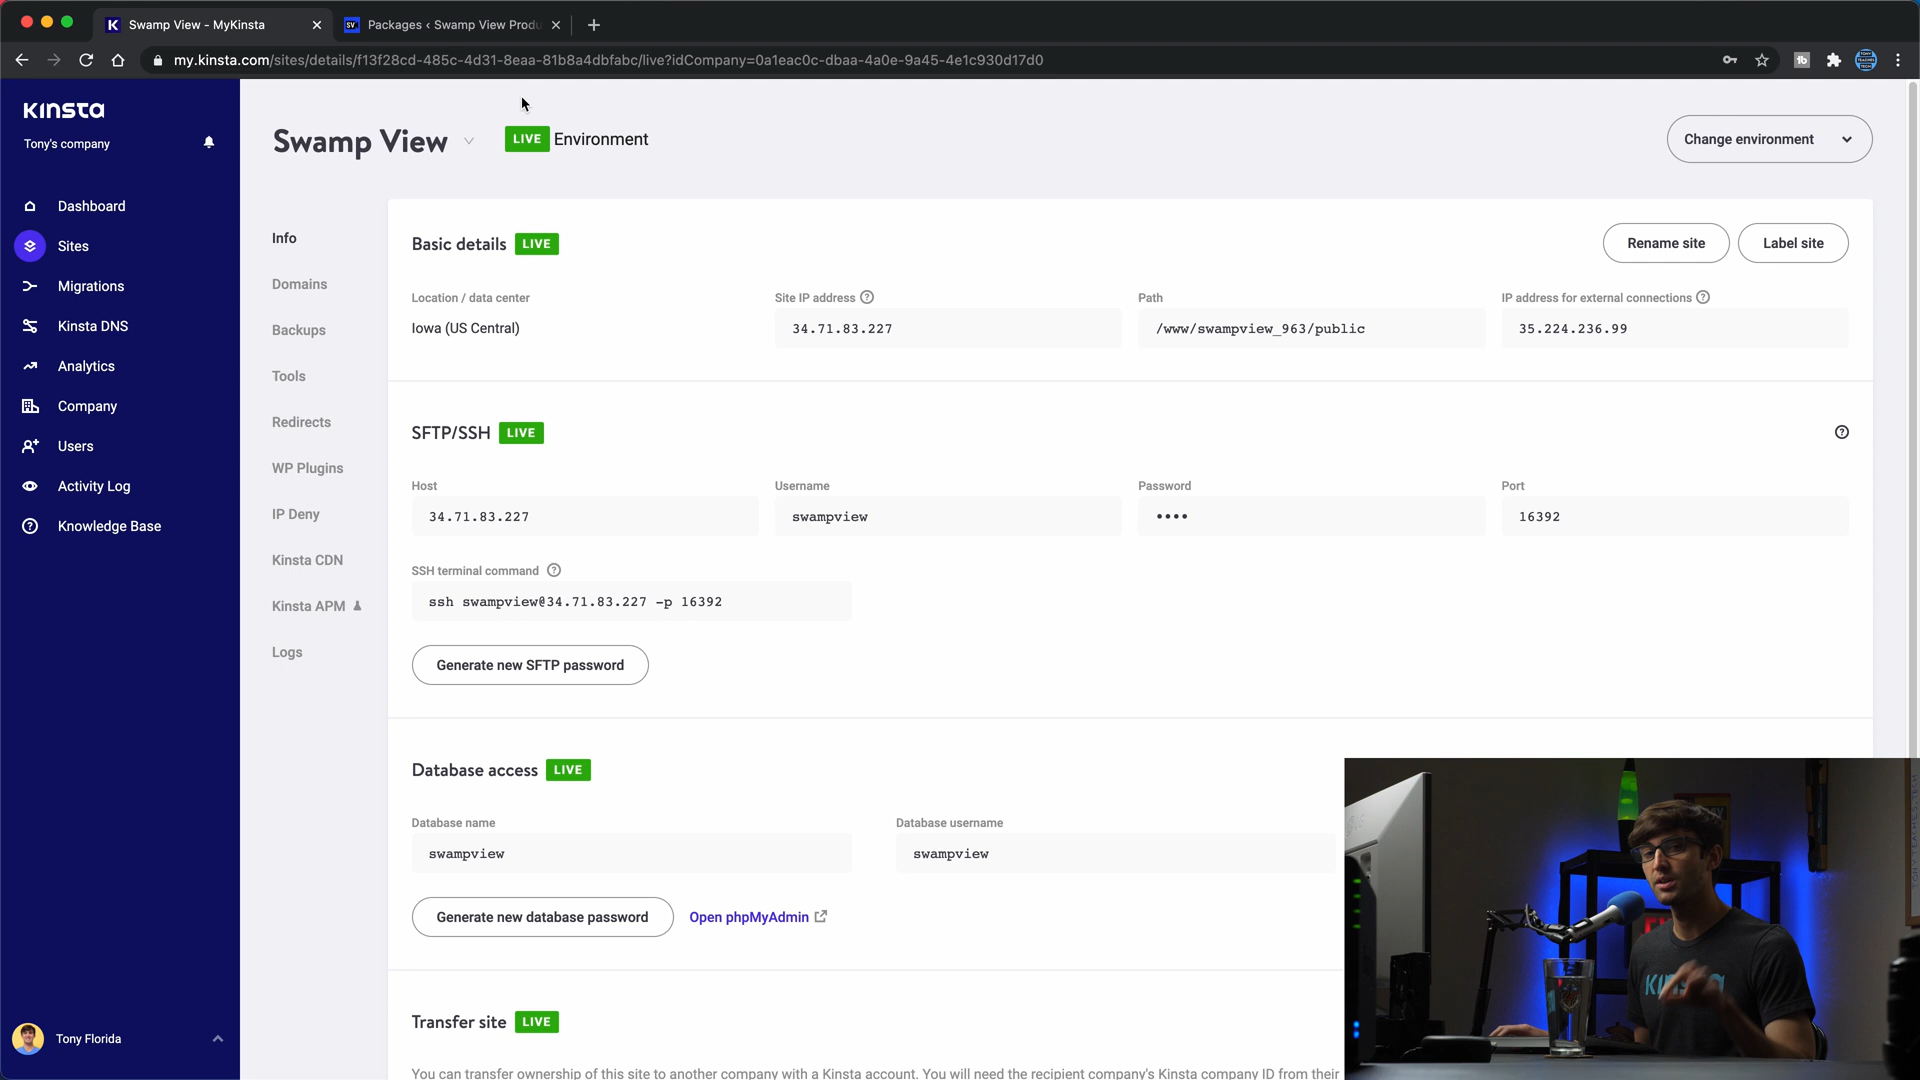 Swamp View - MyKinsta
Packages ‹ Swamp View Produ
my.kinsta.com/sites/details/f13f28cd-485c-4d31-8eaa-81b8a4dbfabc/live?idCompany=0a1eac0c-dbaa-4a0e-9a45-4e1c930d17d0
KINSTA
Tony's company
Dashboard
Sites
Migrations
Kinsta DNS
Analytics
Company
Users
Activity Log
Knowledge Base
Tony Florida
Swamp View
LIVE Environment
Change environment
Info
Domains
Backups
Tools
Redirects
WP Plugins
IP Deny
Kinsta CDN
Kinsta APM
Logs
Basic details LIVE
Rename site
Label site
Location / data center
Iowa (US Central)
Site IP address
34.71.83.227
Path
/www/swampview_963/public
IP address for external connections
35.224.236.99
SFTP/SSH LIVE
Host
34.71.83.227
Username
swampview
Password
••••
Port
16392
SSH terminal command
ssh swampview@34.71.83.227 -p 16392
Generate new SFTP password
Database access LIVE
Database name
swampview
Database username
swampview
Generate new database password
Open phpMyAdmin
Transfer site LIVE
You can transfer ownership of this site to another company with a Kinsta account. You will need the recipient company's Kinsta company ID from their